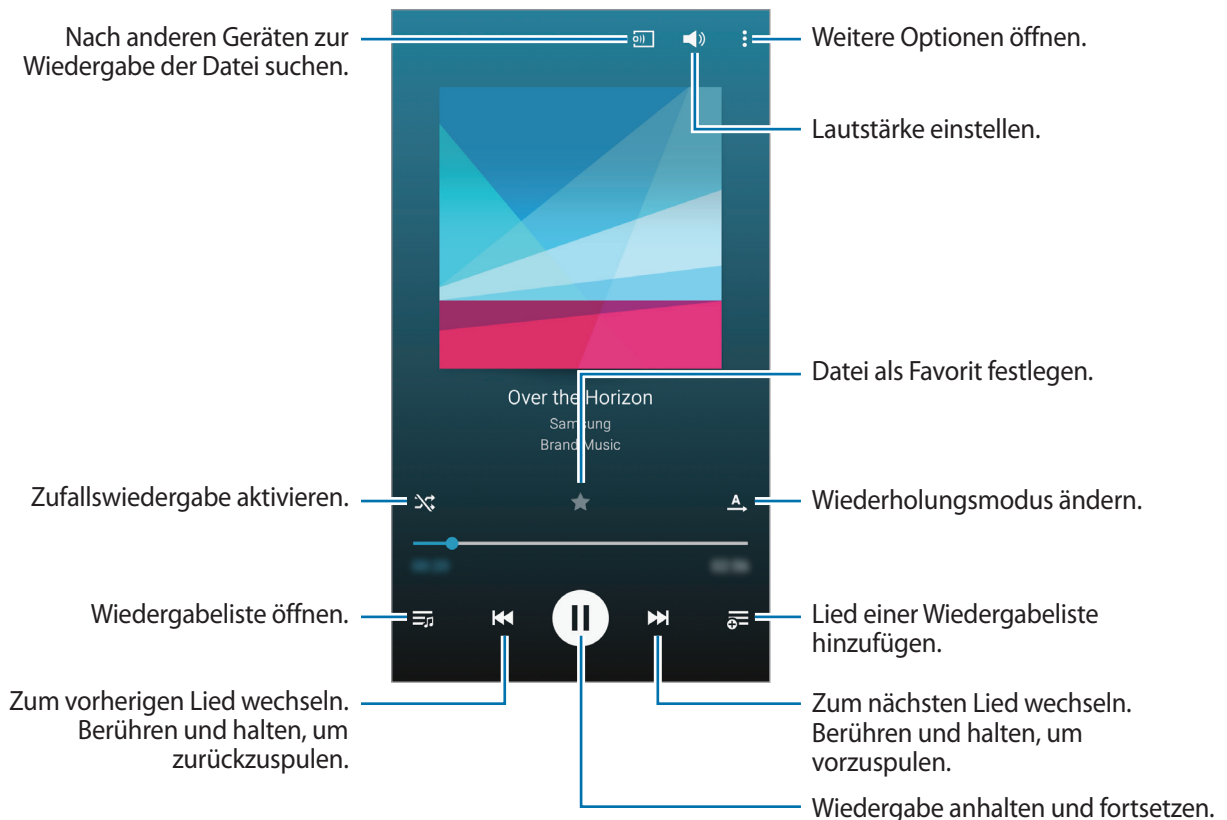 Nach anderen Geräten zur
Wiedergabe der Datei suchen.
Weitere Optionen öffnen.
Lautstärke einstellen.
Datei als Favorit festlegen.
Over the Horizon
Samsung
Brand Music
Zufallswiedergabe aktivieren.
A
Wiederholungsmodus ändern.
Wiedergabeliste öffnen.
Lied einer Wiedergabeliste
hinzufügen.
Zum vorherigen Lied wechseln.
Berühren und halten, um
zurückzuspulen.
Zum nächsten Lied wechseln.
Berühren und halten, um
vorzuspulen.
Wiedergabe anhalten und fortsetzen.